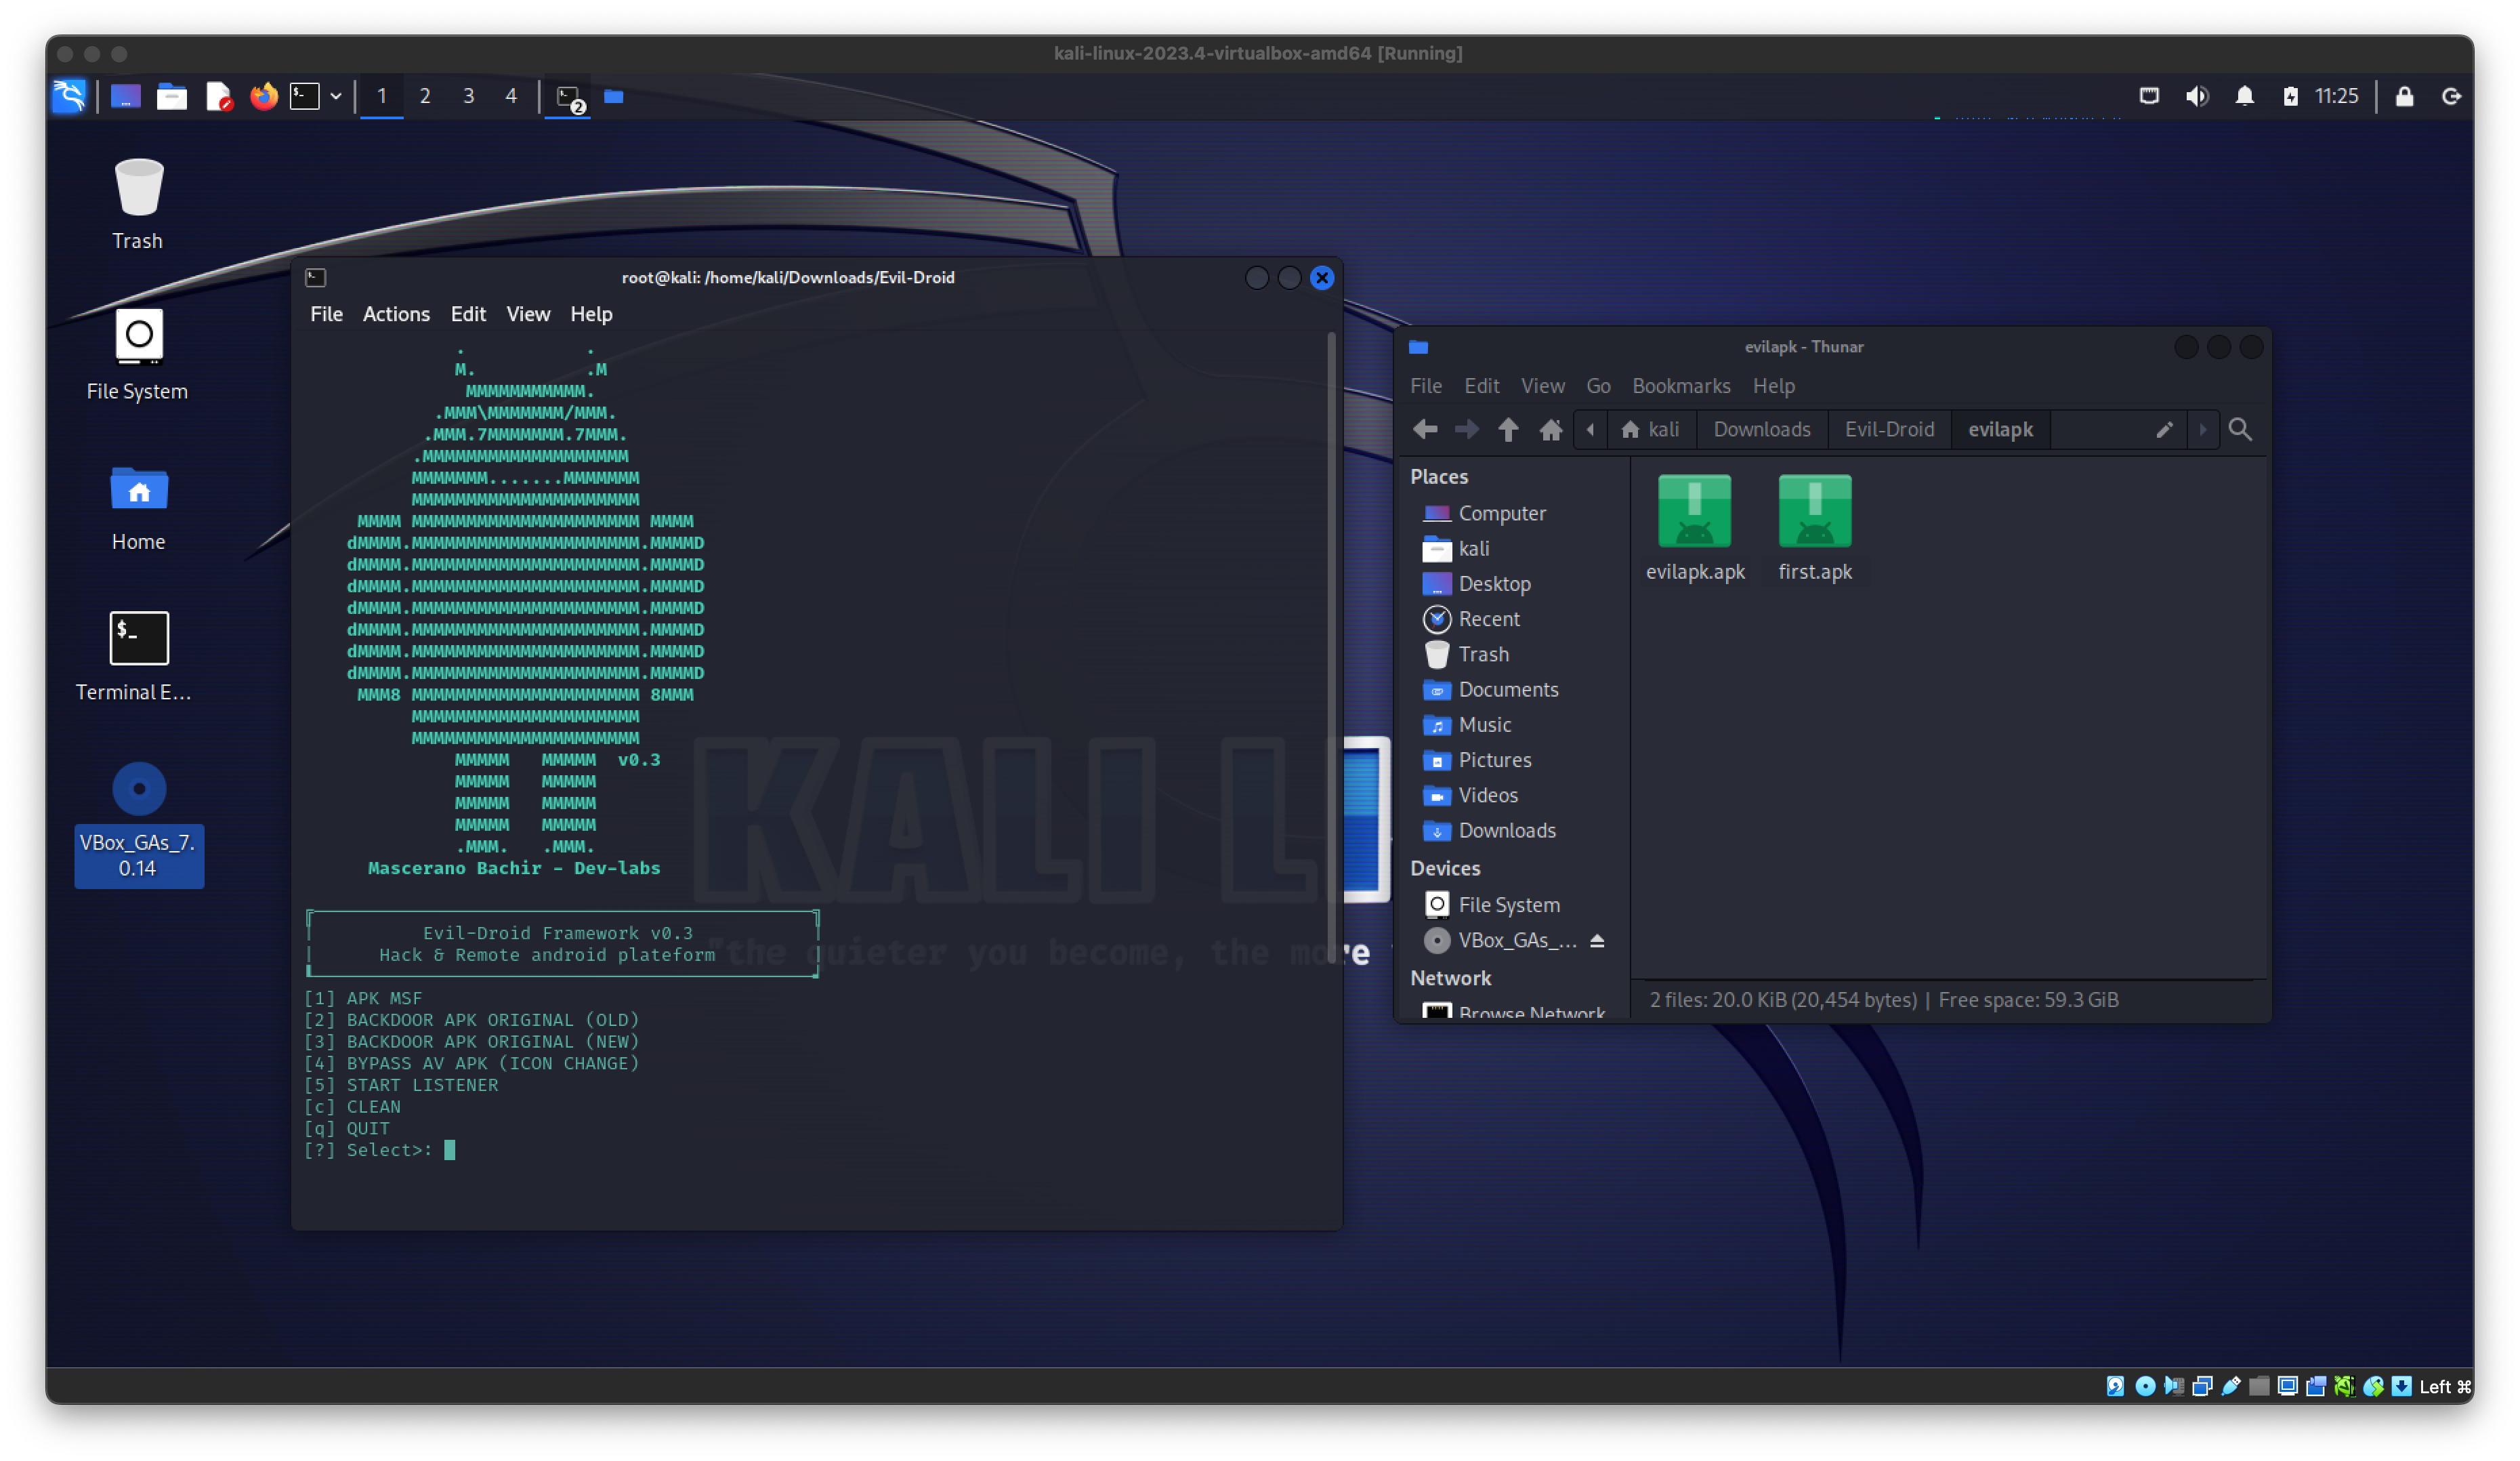 kali-linux-2023.4-virtualbox-amd64 [Running]
1 2 3 4 2 11:25
Trash
File System
Home
$_
Terminal E...
VBox_GAs_7.
0.14
root@kali: /home/kali/Downloads/Evil-Droid
File Actions Edit View Help
. .
M. .M
MMMMMMMMMMM.
.MMM\MMMMMMM/MMM.
.MMM.7MMMMMMM.7MMM.
.MMMMMMMMMMMMMMMMMMM
MMMMMMM.......MMMMMMM
MMMMMMMMMMMMMMMMMMMMM
MMMM MMMMMMMMMMMMMMMMMMMMM MMMM
dMMMM.MMMMMMMMMMMMMMMMMMMMM.MMMMD
dMMMM.MMMMMMMMMMMMMMMMMMMMM.MMMMD
dMMMM.MMMMMMMMMMMMMMMMMMMMM.MMMMD
dMMMM.MMMMMMMMMMMMMMMMMMMMM.MMMMD
dMMMM.MMMMMMMMMMMMMMMMMMMMM.MMMMD
dMMMM.MMMMMMMMMMMMMMMMMMMMM.MMMMD
dMMMM.MMMMMMMMMMMMMMMMMMMMM.MMMMD
MMM8 MMMMMMMMMMMMMMMMMMMMM 8MMM
MMMMMMMMMMMMMMMMMMMMM
MMMMMMMMMMMMMMMMMMMMM
MMMMM MMMMM v0.3
MMMMM MMMMM
MMMMM MMMMM
MMMMM MMMMM
.MMM. .MMM.
Mascerano Bachir - Dev-labs
Evil-Droid Framework v0.3
Hack & Remote android plateform
[1] APK MSF
[2] BACKDOOR APK ORIGINAL (OLD)
[3] BACKDOOR APK ORIGINAL (NEW)
[4] BYPASS AV APK (ICON CHANGE)
[5] START LISTENER
[c] CLEAN
[q] QUIT
[?] Select>:
KALI LI
"the quieter you become, the more
evilapk - Thunar
File Edit View Go Bookmarks Help
kali Downloads Evil-Droid evilapk
Places
Computer
kali
Desktop
Recent
Trash
Documents
Music
Pictures
Videos
Downloads
Devices
File System
VBox_GAs_...
Network
Browse Network
evilapk.apk first.apk
2 files: 20.0 KiB (20,454 bytes) | Free space: 59.3 GiB
Left ⌘